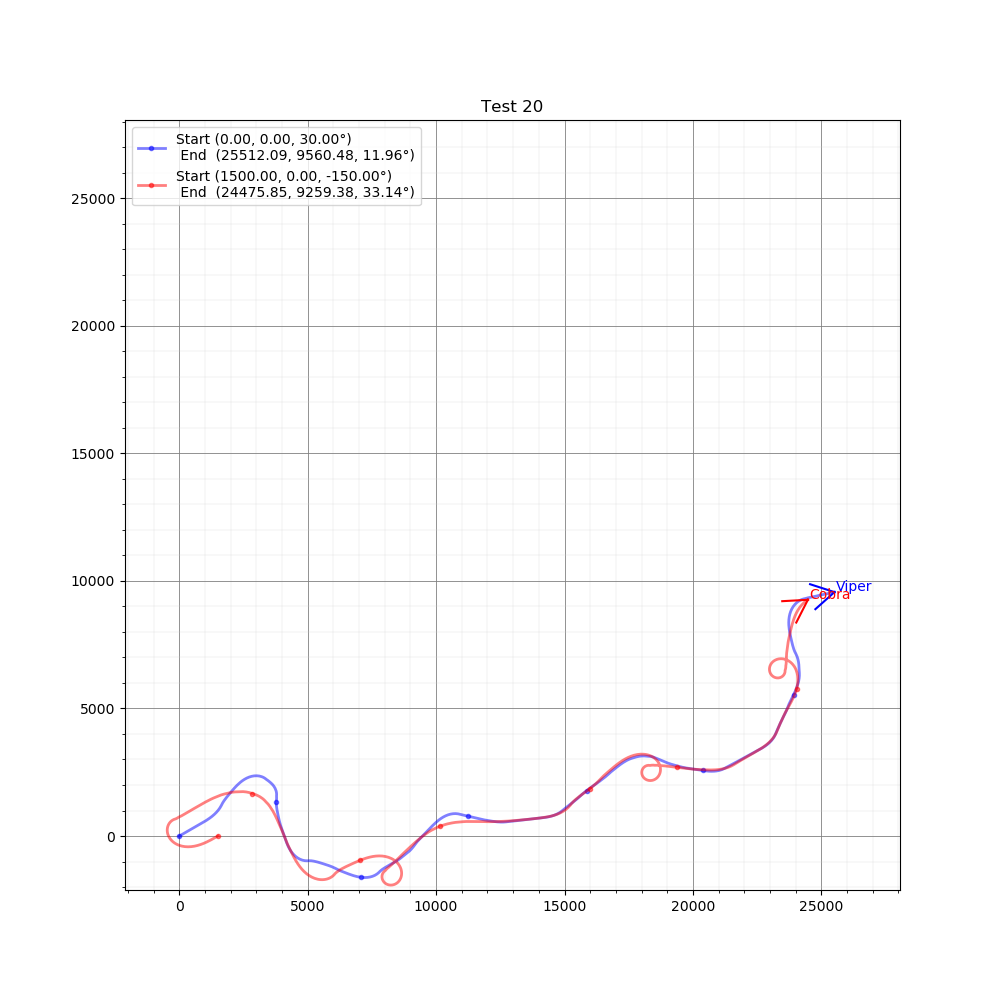 Test 20
Start (0.00, 0.00, 30.00°)
End  (25512.09, 9560.48, 11.96°)
Start (1500.00, 0.00, -150.00°)
End  (24475.85, 9259.38, 33.14°)
25000
20000
15000
10000
5000
0
Viper
Cobra
0 5000 10000 15000 20000 25000